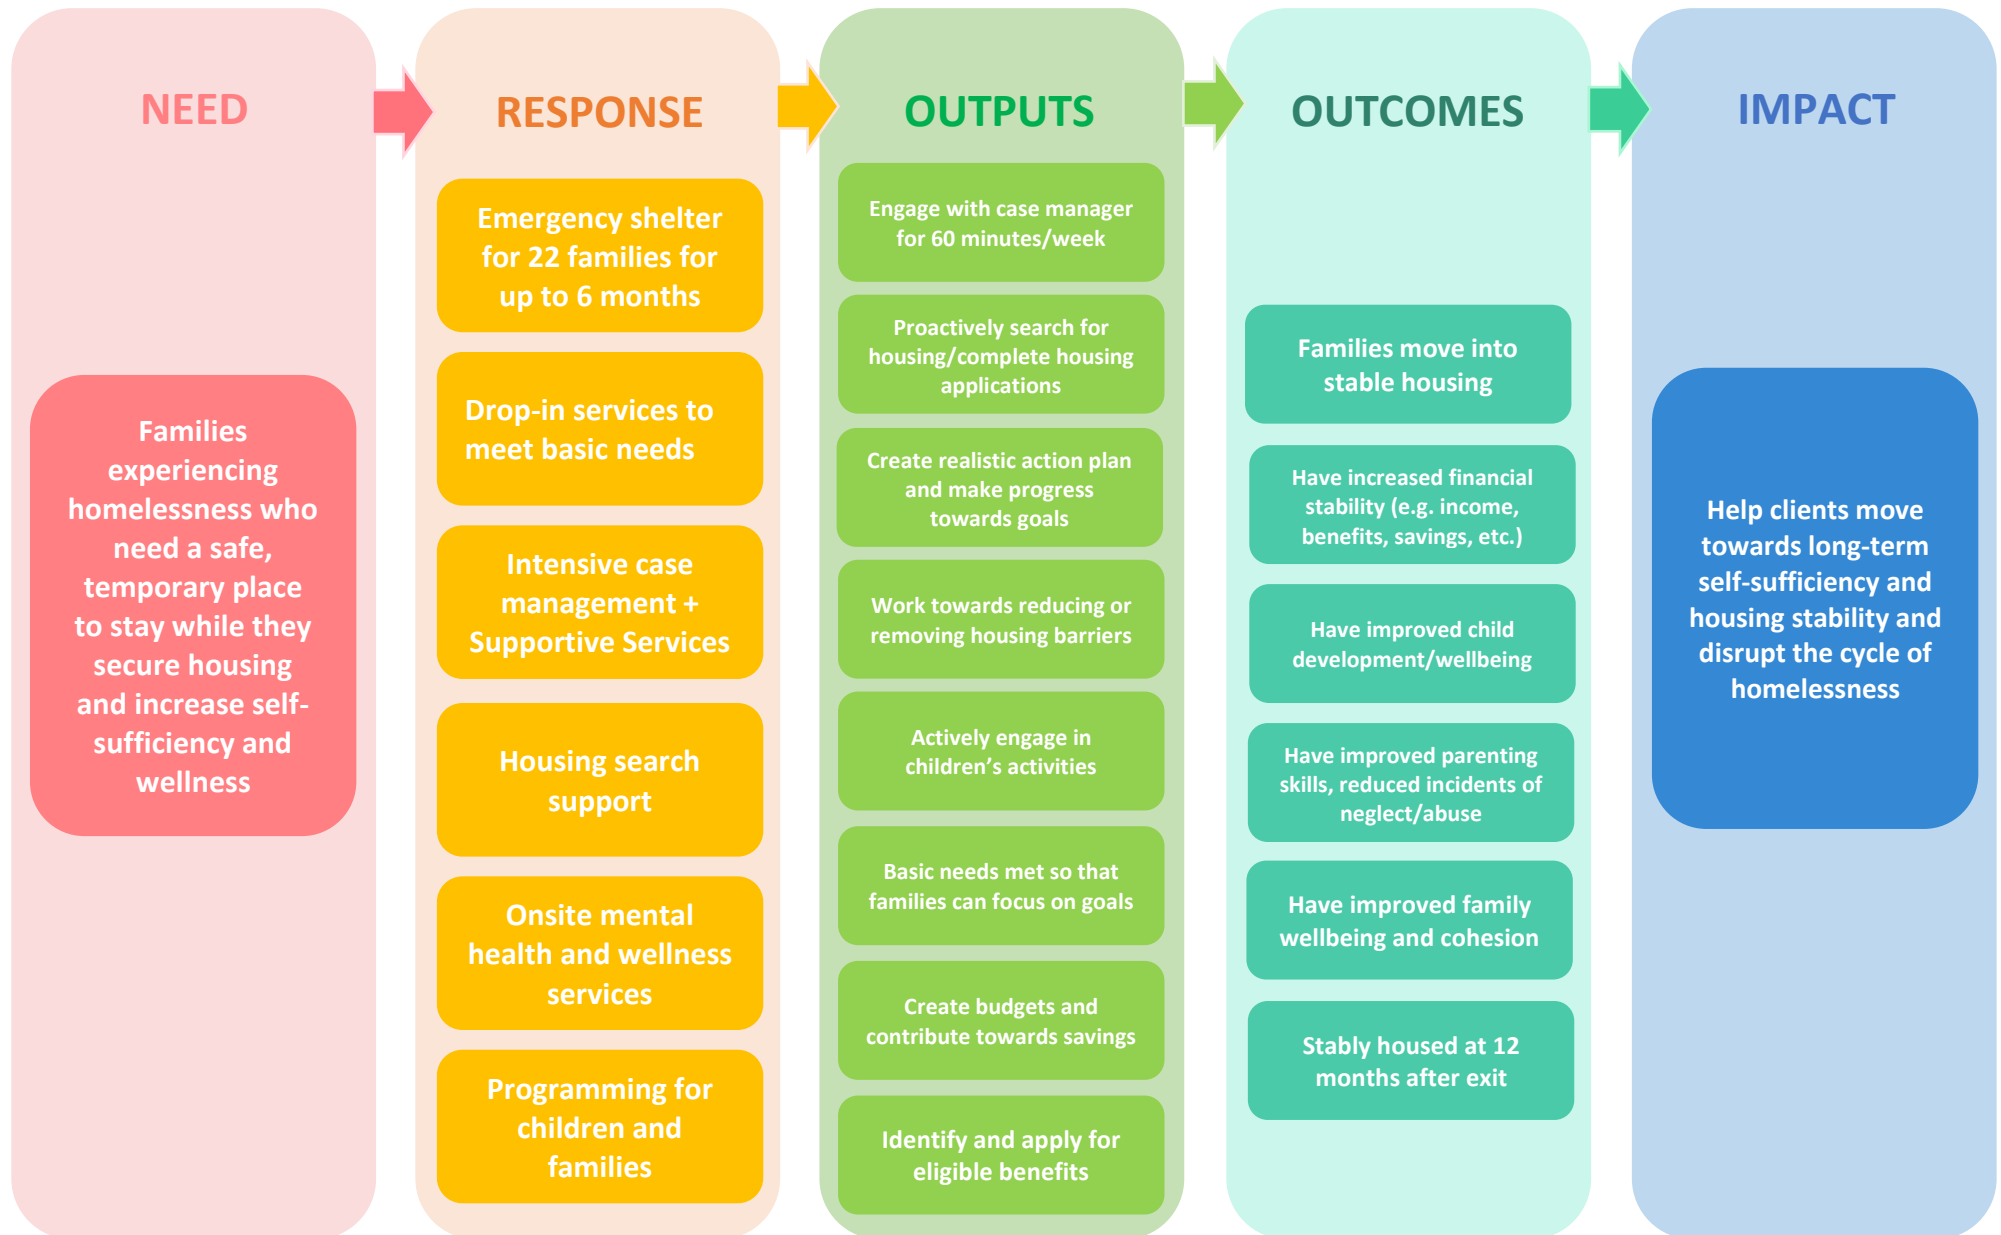 NEED
Families
experiencing
homelessness who
need a safe,
temporary place
to stay while they
secure housing
and increase self-
sufficiency and
wellness
RESPONSE
Emergency shelter
for 22 families for
up to 6 months
Drop-in services to
meet basic needs
Intensive case
management +
Supportive Services
Housing search
support
Onsite mental
health and wellness
services
Programming for
children and
families
OUTPUTS
Engage with case manager
for 60 minutes/week
Proactively search for
housing/complete housing
applications
Create realistic action plan
and make progress
towards goals
Work towards reducing or
removing housing barriers
Actively engage in
children’s activities
Basic needs met so that
families can focus on goals
Create budgets and
contribute towards savings
Identify and apply for
eligible benefits
OUTCOMES
Families move into
stable housing
Have increased financial
stability (e.g. income,
benefits, savings, etc.)
Have improved child
development/wellbeing
Have improved parenting
skills, reduced incidents of
neglect/abuse
Have improved family
wellbeing and cohesion
Stably housed at 12
months after exit
IMPACT
Help clients move
towards long-term
self-sufficiency and
housing stability and
disrupt the cycle of
homelessness